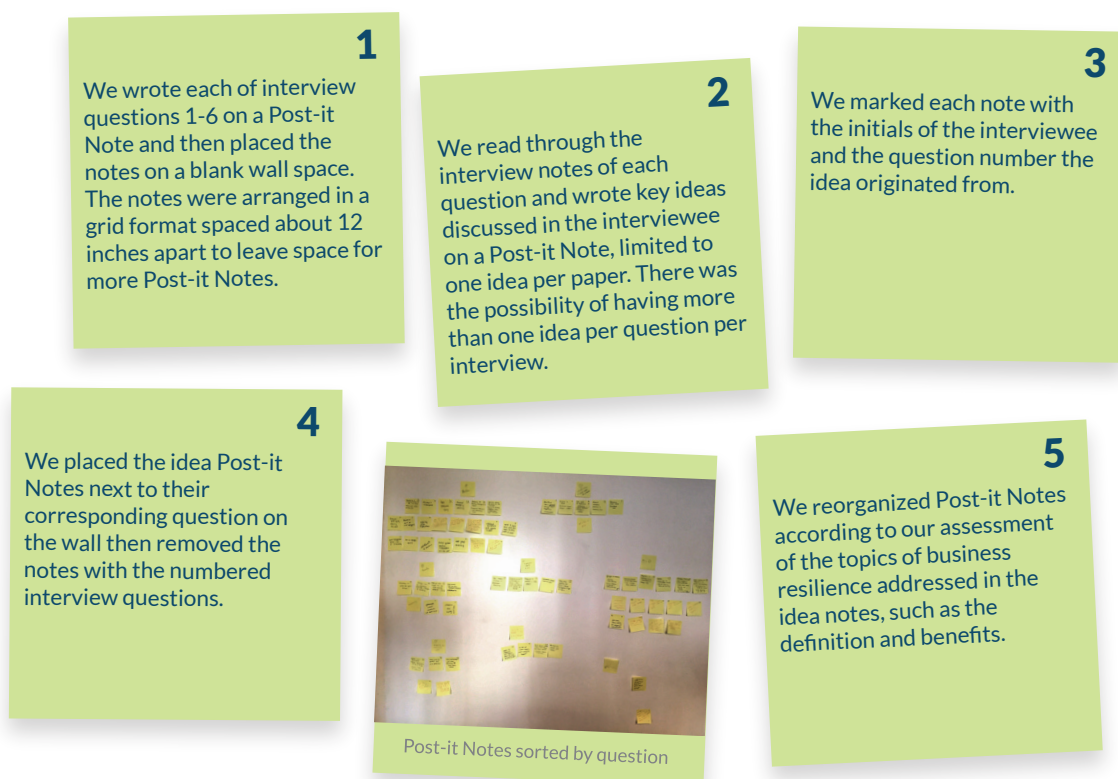 1
We wrote each of interview
questions 1-6 on a Post-it
Note and then placed the
notes on a blank wall space.
The notes were arranged in a
grid format spaced about 12
inches apart to leave space for
more Post-it Notes.
2
We read through the
interview notes of each
question and wrote key ideas
discussed in the interviewee
on a Post-it Note, limited to
one idea per paper. There was
the possibility of having more
than one idea per question per
interview.
3
We marked each note with
the initials of the interviewee
and the question number the
idea originated from.
4
We placed the idea Post-it
Notes next to their
corresponding question on
the wall then removed the
notes with the numbered
interview questions.
Post-it Notes sorted by question
5
We reorganized Post-it Notes
according to our assessment
of the topics of business
resilience addressed in the
idea notes, such as the
definition and benefits.